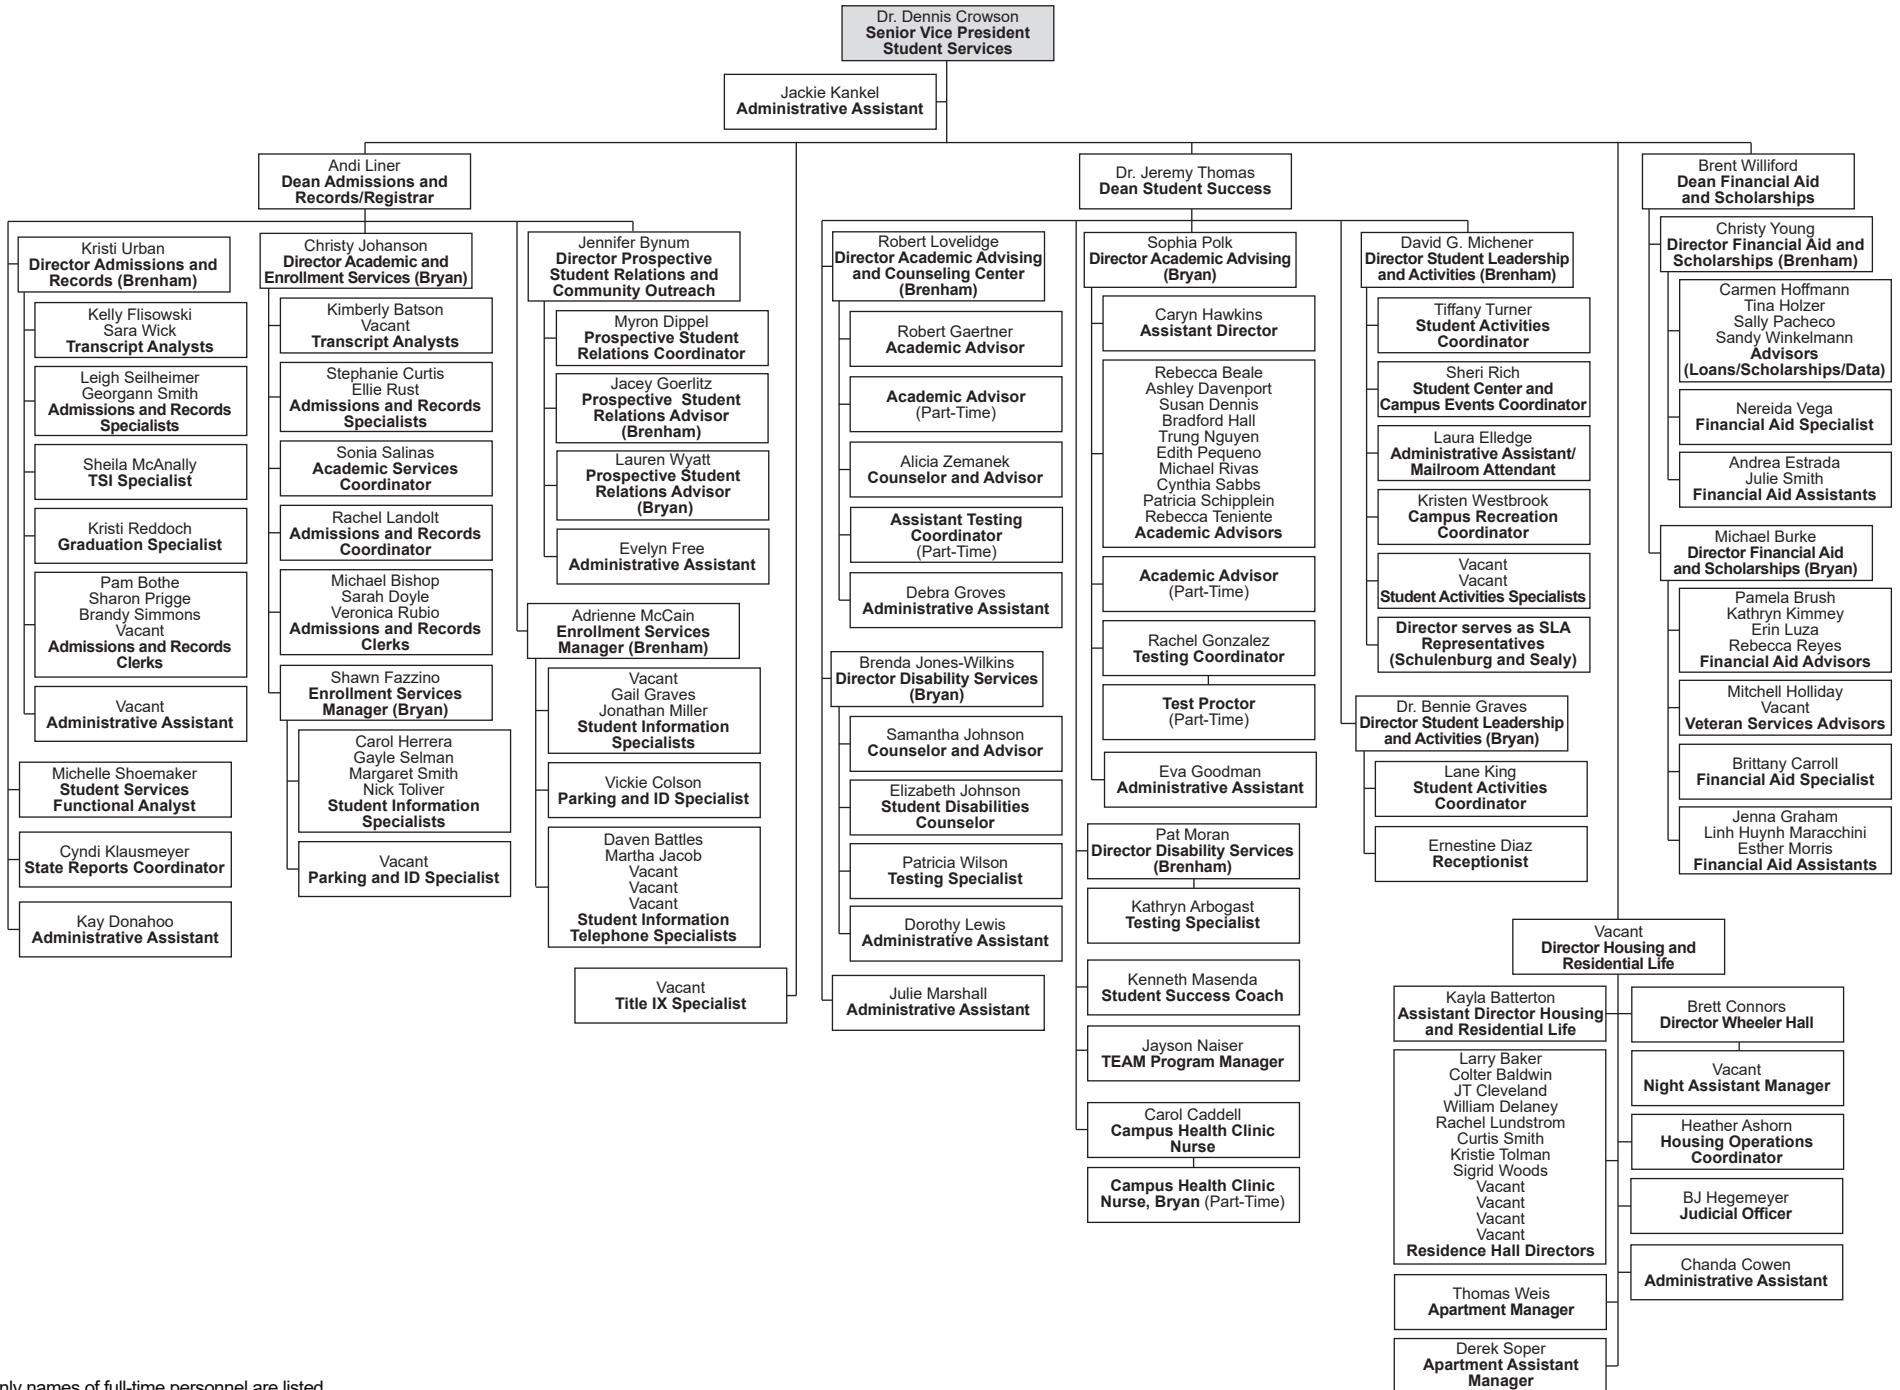 Dr. Dennis Crowson
Senior Vice President
Student Services
Jackie Kankel
Administrative Assistant
Andi Liner
Dean Admissions and
Records/Registrar
Kristi Urban
Director Admissions and
Records (Brenham)
Kelly Flisowski
Sara Wick
Transcript Analysts
Leigh Seilheimer
Georgann Smith
Admissions and Records
Specialists
Sheila McAnally
TSI Specialist
Kristi Reddoch
Graduation Specialist
Pam Bothe
Sharon Prigge
Brandy Simmons
Vacant
Admissions and Records
Clerks
Vacant
Administrative Assistant
Michelle Shoemaker
Student Services
Functional Analyst
Cyndi Klausmeyer
State Reports Coordinator
Kay Donahoo
Administrative Assistant
Christy Johanson
Director Academic and
Enrollment Services (Bryan)
Kimberly Batson
Vacant
Transcript Analysts
Stephanie Curtis
Ellie Rust
Admissions and Records
Specialists
Sonia Salinas
Academic Services
Coordinator
Rachel Landolt
Admissions and Records
Coordinator
Michael Bishop
Sarah Doyle
Veronica Rubio
Admissions and Records
Clerks
Shawn Fazzino
Enrollment Services
Manager (Bryan)
Carol Herrera
Gayle Selman
Margaret Smith
Nick Toliver
Student Information
Specialists
Vacant
Parking and ID Specialist
Jennifer Bynum
Director Prospective
Student Relations and
Community Outreach
Myron Dippel
Prospective Student
Relations Coordinator
Jacey Goerlitz
Prospective Student
Relations Advisor
(Brenham)
Lauren Wyatt
Prospective Student
Relations Advisor
(Bryan)
Evelyn Free
Administrative Assistant
Adrienne McCain
Enrollment Services
Manager (Brenham)
Vacant
Gail Graves
Jonathan Miller
Student Information
Specialists
Vickie Colson
Parking and ID Specialist
Daven Battles
Martha Jacob
Vacant
Vacant
Vacant
Student Information
Telephone Specialists
Vacant
Title IX Specialist
Dr. Jeremy Thomas
Dean Student Success
Robert Lovelidge
Director Academic Advising
and Counseling Center
(Brenham)
Robert Gaertner
Academic Advisor
Academic Advisor
(Part-Time)
Alicia Zemanek
Counselor and Advisor
Assistant Testing
Coordinator
(Part-Time)
Debra Groves
Administrative Assistant
Brenda Jones-Wilkins
Director Disability Services
(Bryan)
Samantha Johnson
Counselor and Advisor
Elizabeth Johnson
Student Disabilities
Counselor
Patricia Wilson
Testing Specialist
Dorothy Lewis
Administrative Assistant
Julie Marshall
Administrative Assistant
Sophia Polk
Director Academic Advising
(Bryan)
Caryn Hawkins
Assistant Director
Rebecca Beale
Ashley Davenport
Susan Dennis
Bradford Hall
Trung Nguyen
Edith Pequeno
Michael Rivas
Cynthia Sabbs
Patricia Schipplein
Rebecca Teniente
Academic Advisors
Academic Advisor
(Part-Time)
Rachel Gonzalez
Testing Coordinator
Test Proctor
(Part-Time)
Eva Goodman
Administrative Assistant
Pat Moran
Director Disability Services
(Brenham)
Kathryn Arbogast
Testing Specialist
Kenneth Masenda
Student Success Coach
Jayson Naiser
TEAM Program Manager
Carol Caddell
Campus Health Clinic
Nurse
Campus Health Clinic
Nurse, Bryan (Part-Time)
David G. Michener
Director Student Leadership
and Activities (Brenham)
Tiffany Turner
Student Activities
Coordinator
Sheri Rich
Student Center and
Campus Events Coordinator
Laura Elledge
Administrative Assistant/
Mailroom Attendant
Kristen Westbrook
Campus Recreation
Coordinator
Vacant
Vacant
Student Activities Specialists
Director serves as SLA
Representatives
(Schulenburg and Sealy)
Dr. Bennie Graves
Director Student Leadership
and Activities (Bryan)
Lane King
Student Activities
Coordinator
Ernestine Diaz
Receptionist
Vacant
Director Housing and
Residential Life
Kayla Batterton
Assistant Director Housing
and Residential Life
Larry Baker
Colter Baldwin
JT Cleveland
William Delaney
Rachel Lundstrom
Curtis Smith
Kristie Tolman
Sigrid Woods
Vacant
Vacant
Vacant
Vacant
Residence Hall Directors
Thomas Weis
Apartment Manager
Derek Soper
Apartment Assistant
Manager
Brett Connors
Director Wheeler Hall
Vacant
Night Assistant Manager
Heather Ashorn
Housing Operations
Coordinator
BJ Hegemeyer
Judicial Officer
Chanda Cowen
Administrative Assistant
Brent Williford
Dean Financial Aid
and Scholarships
Christy Young
Director Financial Aid and
Scholarships (Brenham)
Carmen Hoffmann
Tina Holzer
Sally Pacheco
Sandy Winkelmann
Advisors
(Loans/Scholarships/Data)
Nereida Vega
Financial Aid Specialist
Andrea Estrada
Julie Smith
Financial Aid Assistants
Michael Burke
Director Financial Aid
and Scholarships (Bryan)
Pamela Brush
Kathryn Kimmey
Erin Luza
Rebecca Reyes
Financial Aid Advisors
Mitchell Holliday
Vacant
Veteran Services Advisors
Brittany Carroll
Financial Aid Specialist
Jenna Graham
Linh Huynh Maracchini
Esther Morris
Financial Aid Assistants
names of full-time personnel are listed